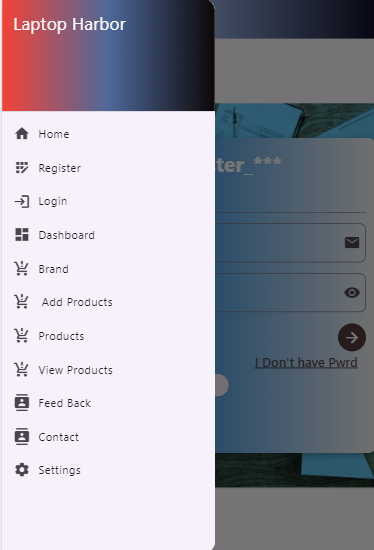 Laptop Harbor
ter_***
Home
Register
Login
Dashboard
Brand
Add Products
Products
View Products
Feed Back
Contact
Settings
I Don't have Pwrd